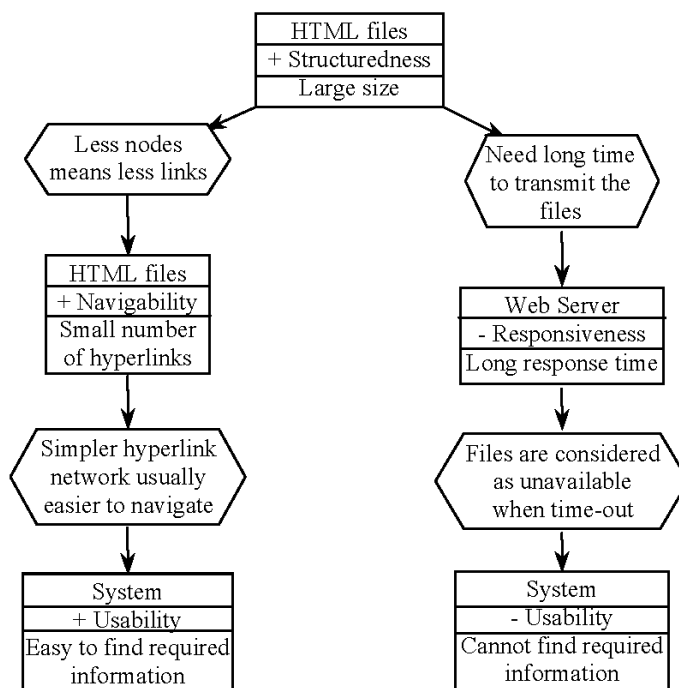 HTML files
+ Structuredness
Large size
Less nodes
means less links
Need long time
to transmit the
files
HTML files
+ Navigability
Small number
of hyperlinks
Web Server
- Responsiveness
Long response time
Simpler hyperlink
network usually
easier to navigate
Files are considered
as unavailable
when time-out
System
+ Usability
Easy to find required
information
System
- Usability
Cannot find required
information